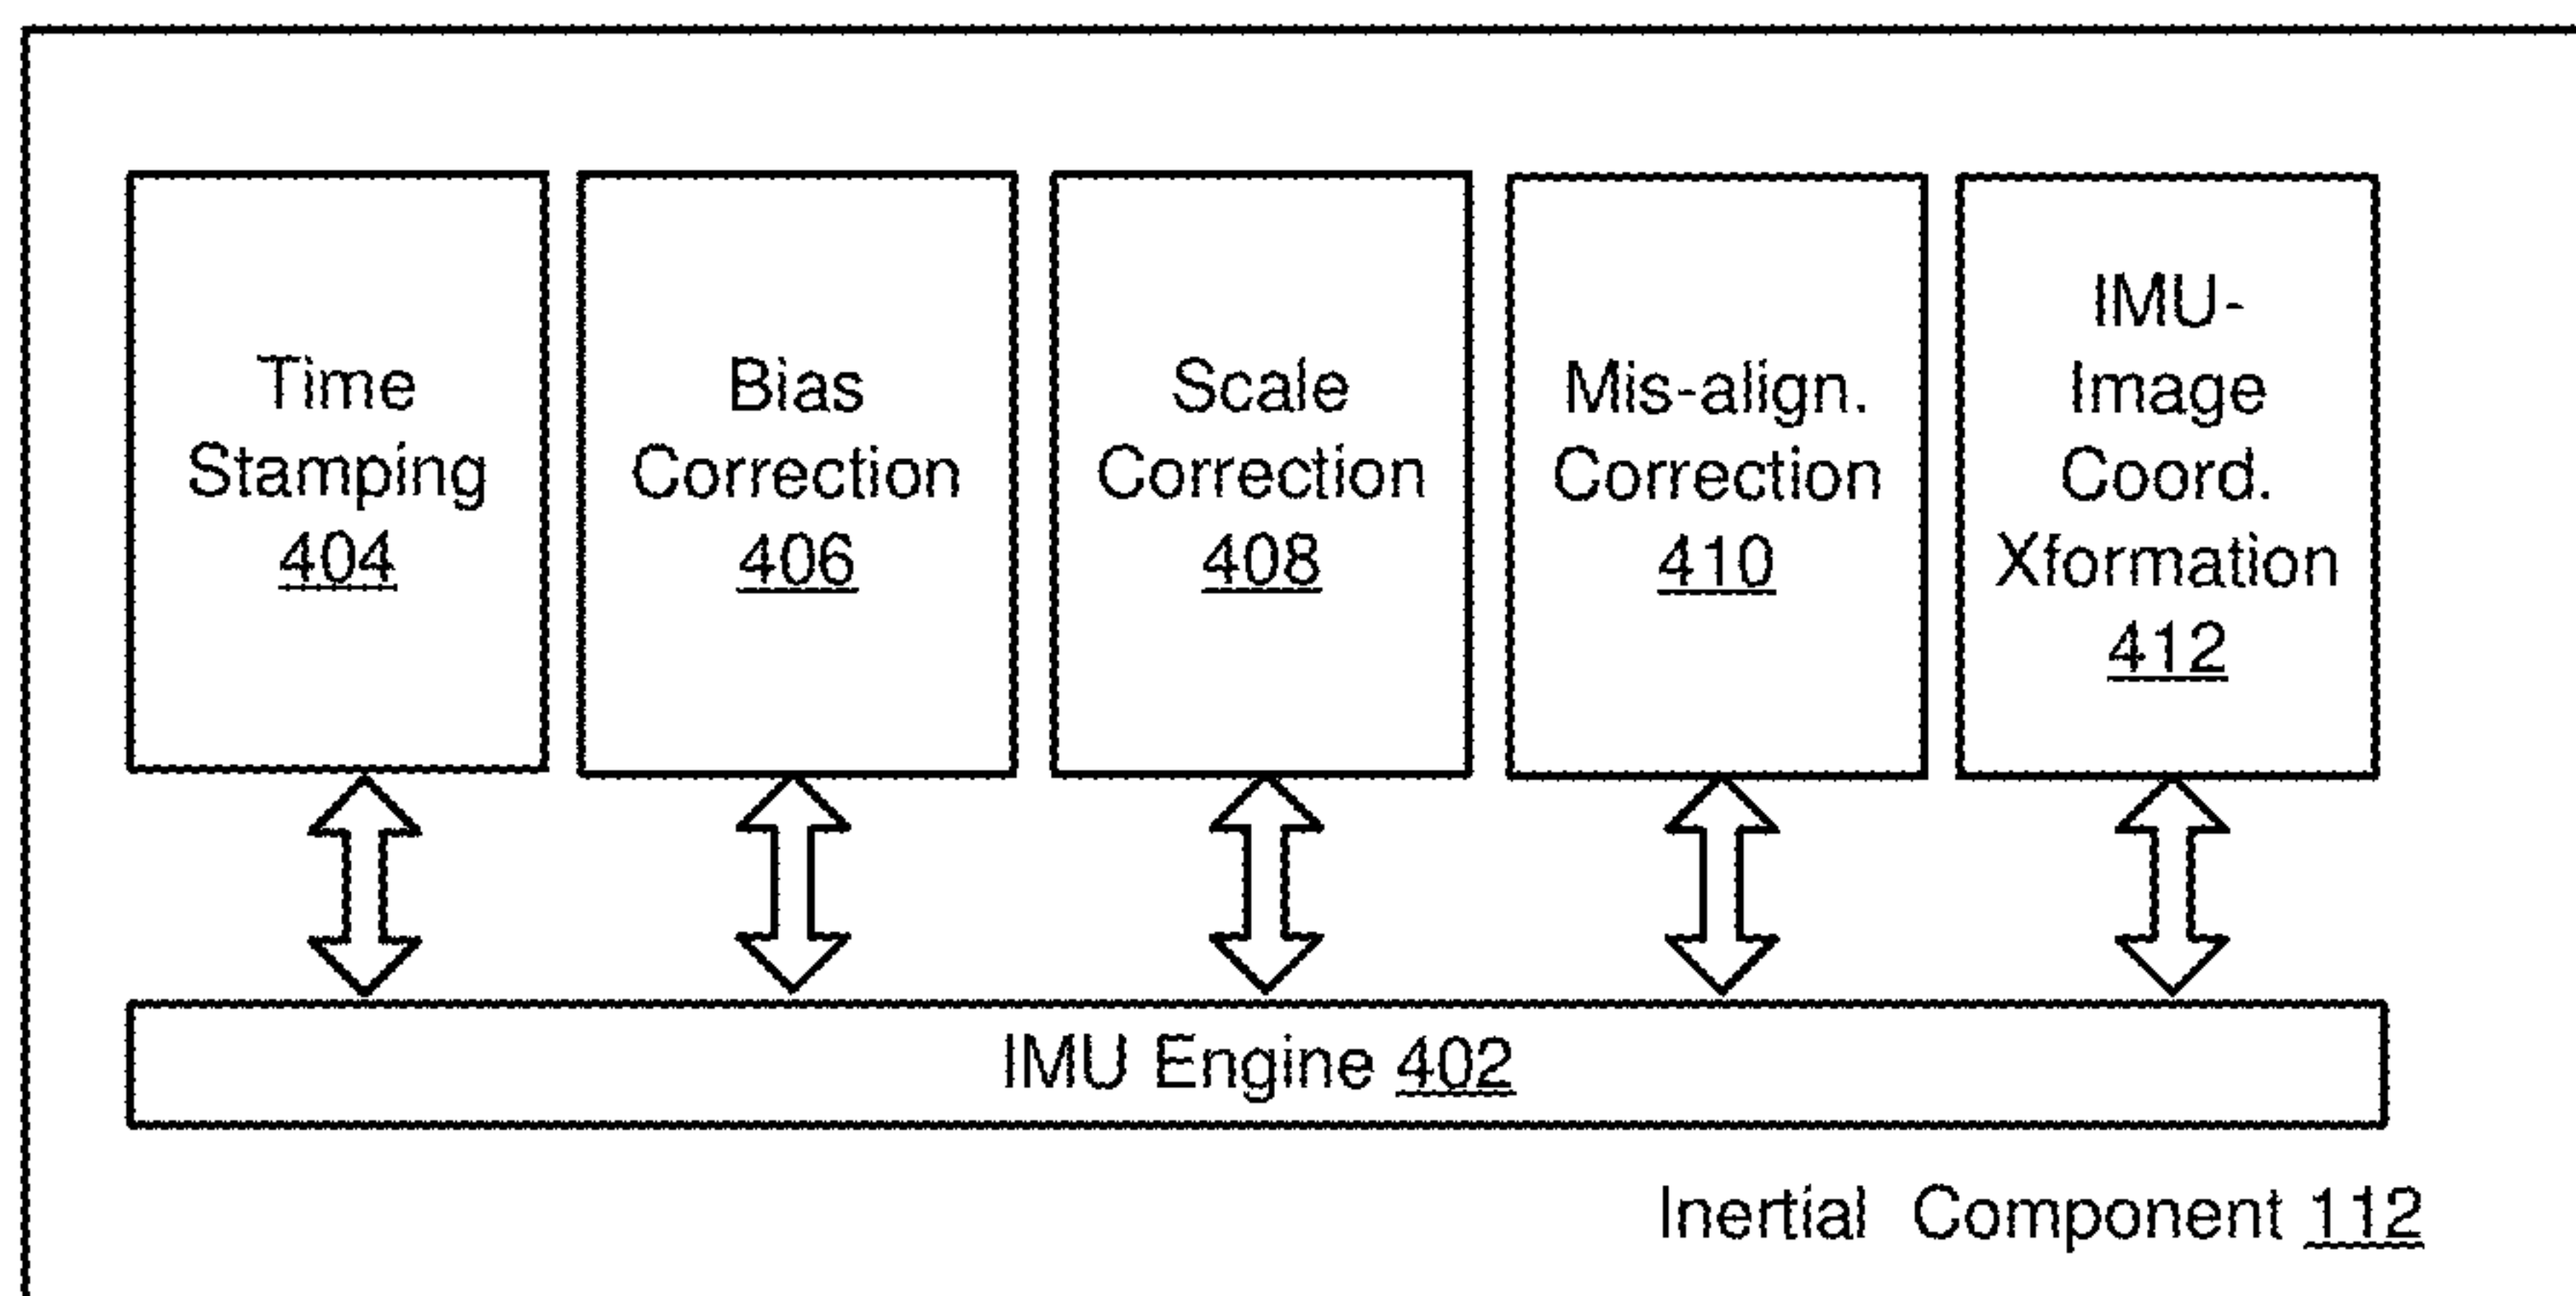 Time
Stamping
404
Bias
Correction
406
Scale
Correction
408
Mis-align.
Correction
410
IMU-
Image
Coord.
Xformation
412
IMU Engine 402
Inertial Component 112